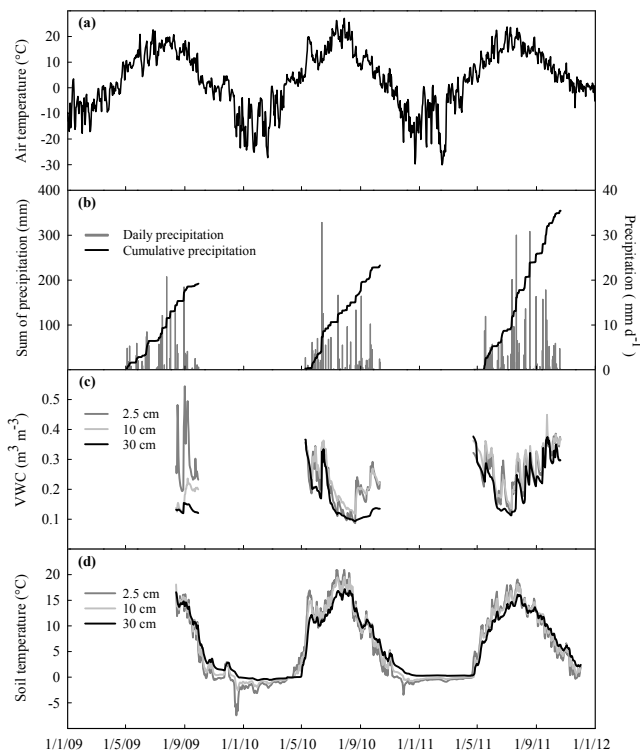 (a)
Air temperature (°C)
30
20
10
0
-10
-20
-30
(b)
Sum of precipitation (mm)
400
300
200
100
Daily precipitation
Cumulative precipitation
40
30
20
10
0
Precipitation ( mm d⁻¹)
(c)
VWC (m³ m⁻³)
0.5
0.4
0.3
0.2
0.1
2.5 cm
10 cm
30 cm
(d)
Soil temperature (°C)
20
15
10
5
0
-5
2.5 cm
10 cm
30 cm
1/1/09 1/5/09 1/9/09 1/1/10 1/5/10 1/9/10 1/1/11 1/5/11 1/9/11 1/1/12